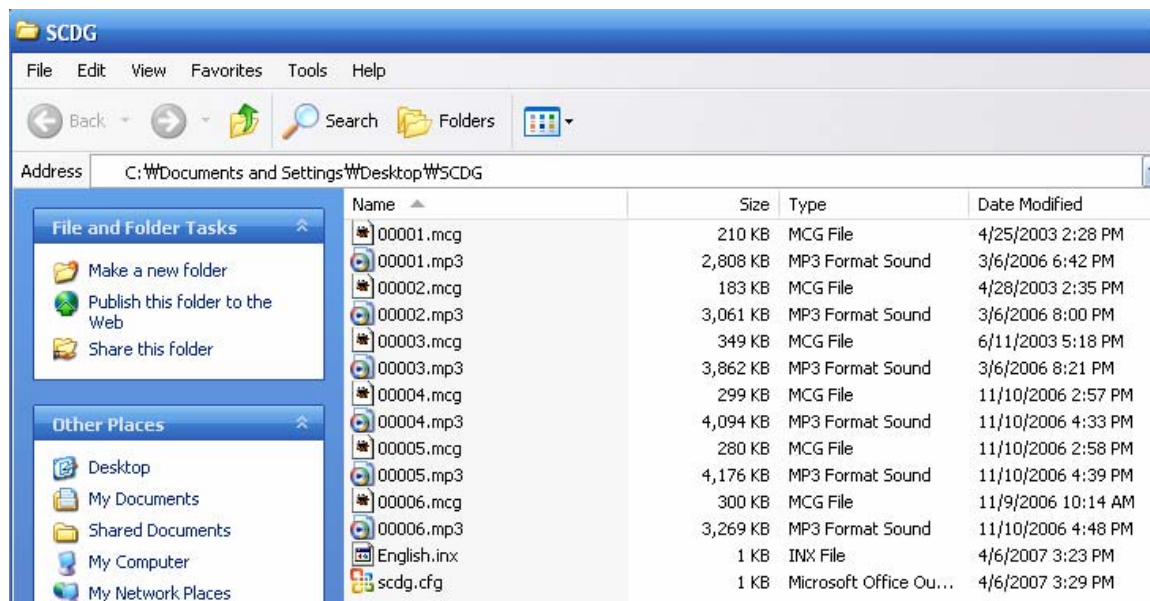 SCDG
File Edit View Favorites Tools Help
Back Search Folders
Address C:₩Documents and Settings₩Desktop₩SCDG
File and Folder Tasks
Make a new folder
Publish this folder to the
Web
Share this folder
Other Places
Desktop
My Documents
Shared Documents
My Computer
My Network Places
Name Size Type Date Modified
00001.mcg 210 KB MCG File 4/25/2003 2:28 PM
00001.mp3 2,808 KB MP3 Format Sound 3/6/2006 6:42 PM
00002.mcg 183 KB MCG File 4/28/2003 2:35 PM
00002.mp3 3,061 KB MP3 Format Sound 3/6/2006 8:00 PM
00003.mcg 349 KB MCG File 6/11/2003 5:18 PM
00003.mp3 3,862 KB MP3 Format Sound 3/6/2006 8:21 PM
00004.mcg 299 KB MCG File 11/10/2006 2:57 PM
00004.mp3 4,094 KB MP3 Format Sound 11/10/2006 4:33 PM
00005.mcg 280 KB MCG File 11/10/2006 2:58 PM
00005.mp3 4,176 KB MP3 Format Sound 11/10/2006 4:39 PM
00006.mcg 300 KB MCG File 11/9/2006 10:14 AM
00006.mp3 3,269 KB MP3 Format Sound 11/10/2006 4:48 PM
English.inx 1 KB INX File 4/6/2007 3:23 PM
scdg.cfg 1 KB Microsoft Office Ou... 4/6/2007 3:29 PM